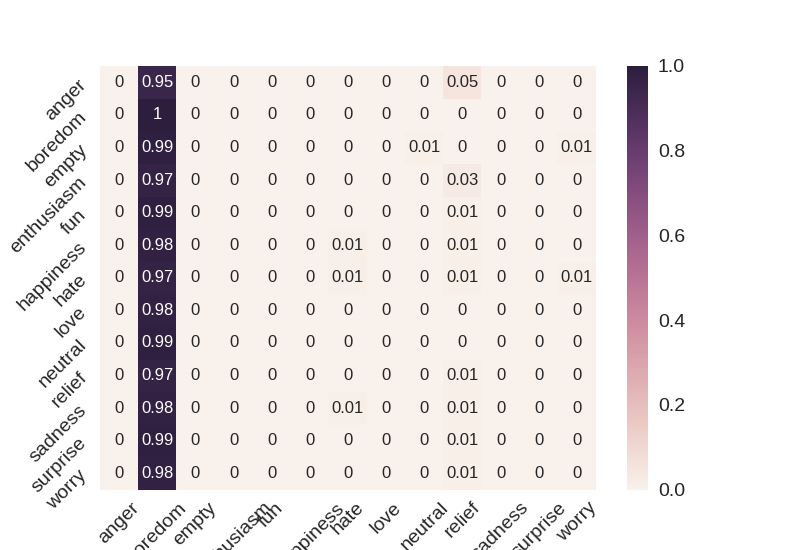 anger 0 0.95 0 0 0 0 0 0 0 0.05 0 0 0
boredom 0 1 0 0 0 0 0 0 0 0 0 0 0
empty 0 0.99 0 0 0 0 0 0 0.01 0 0 0 0.01
enthusiasm 0 0.97 0 0 0 0 0 0 0 0.03 0 0 0
fun 0 0.99 0 0 0 0 0 0 0 0.01 0 0 0
happiness 0 0.98 0 0 0 0 0.01 0 0 0.01 0 0 0
hate 0 0.97 0 0 0 0 0.01 0 0 0.01 0 0 0.01
love 0 0.98 0 0 0 0 0 0 0 0 0 0 0
neutral 0 0.99 0 0 0 0 0 0 0 0 0 0 0
relief 0 0.97 0 0 0 0 0 0 0 0.01 0 0 0
sadness 0 0.98 0 0 0 0 0.01 0 0 0.01 0 0 0
surprise 0 0.99 0 0 0 0 0 0 0 0.01 0 0 0
worry 0 0.98 0 0 0 0 0 0 0 0.01 0 0 0
anger oredom empty husiasm fun ppiness hate love neutral relief adness surprise worry
1.0
0.8
0.6
0.4
0.2
0.0